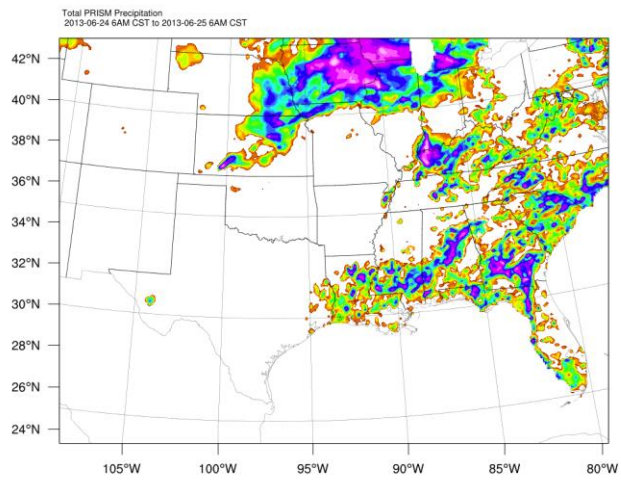 Total PRISM Precipitation
2013-06-24 6AM CST to 2013-06-25 6AM CST
42°N
40°N
38°N
36°N
34°N
32°N
30°N
28°N
26°N
24°N
105°W 100°W 95°W 90°W 85°W 80°W